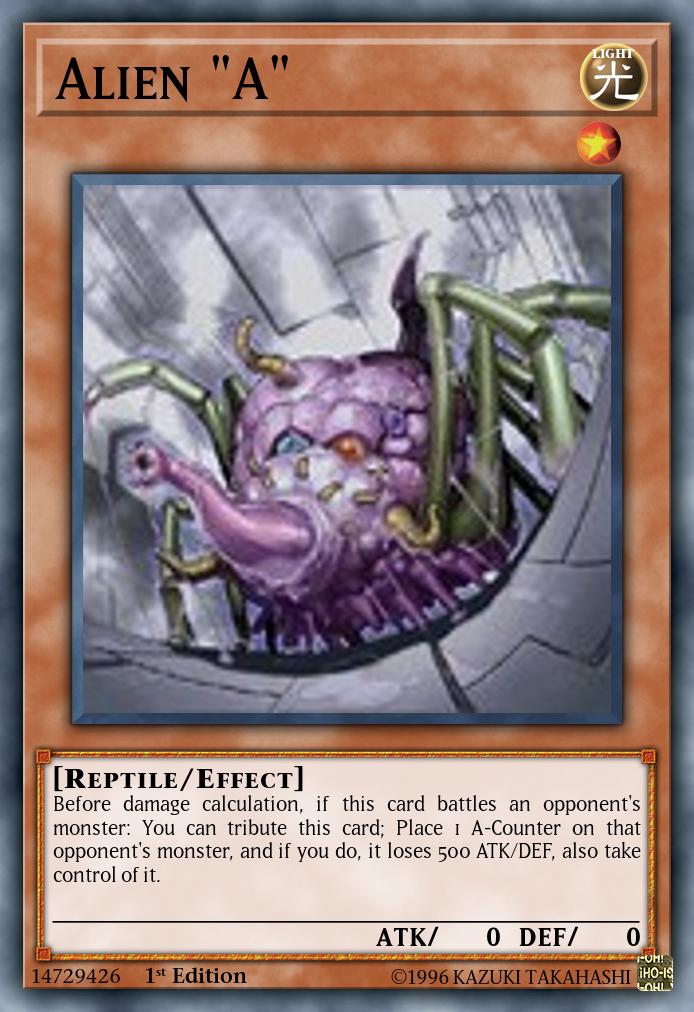 Alien "A"
LIGHT
光
[Reptile/Effect]
Before damage calculation, if this card battles an opponent's
monster: You can tribute this card; Place 1 A-Counter on that
opponent's monster, and if you do, it loses 500 ATK/DEF, also take
control of it.
ATK/ 0 DEF/ 0
14729426 1st Edition ©1996 KAZUKI TAKAHASHI